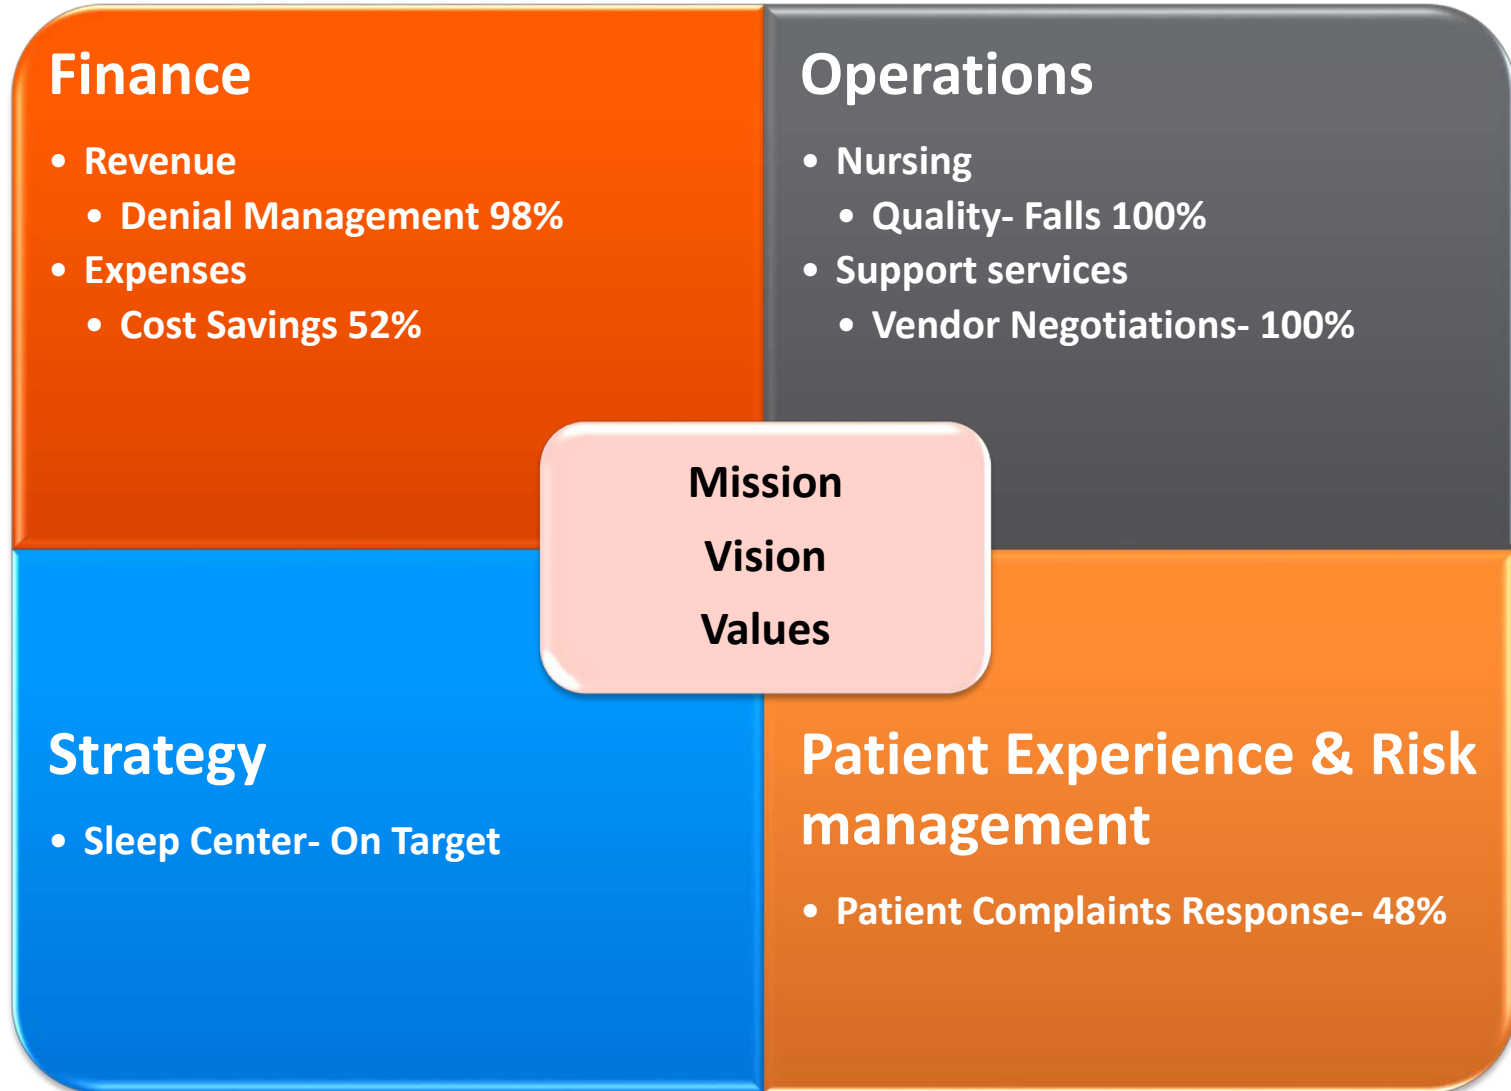 Finance
• Revenue
• Denial Management 98%
• Expenses
• Cost Savings 52%
Operations
• Nursing
• Quality- Falls 100%
• Support services
• Vendor Negotiations- 100%
Mission
Vision
Values
Strategy
• Sleep Center- On Target
Patient Experience & Risk
management
• Patient Complaints Response- 48%